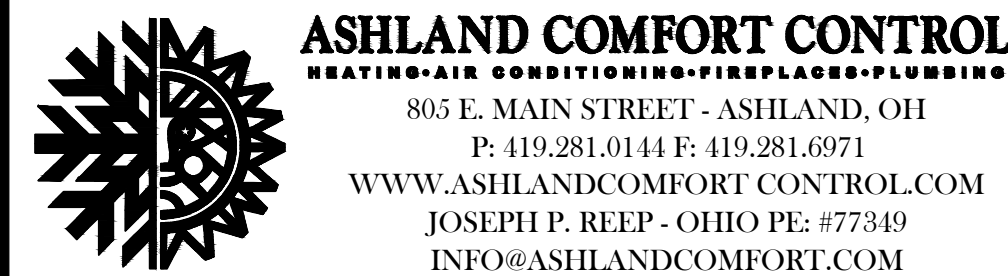 ASHLAND COMFORT CONTROL
HEATING•AIR CONDITIONING•FIREPLACES•PLUMBING
805 E. MAIN STREET - ASHLAND, OH
P: 419.281.0144 F: 419.281.6971
WWW.ASHLANDCOMFORT CONTROL.COM
JOSEPH P. REEP - OHIO PE: #77349
INFO@ASHLANDCOMFORT.COM